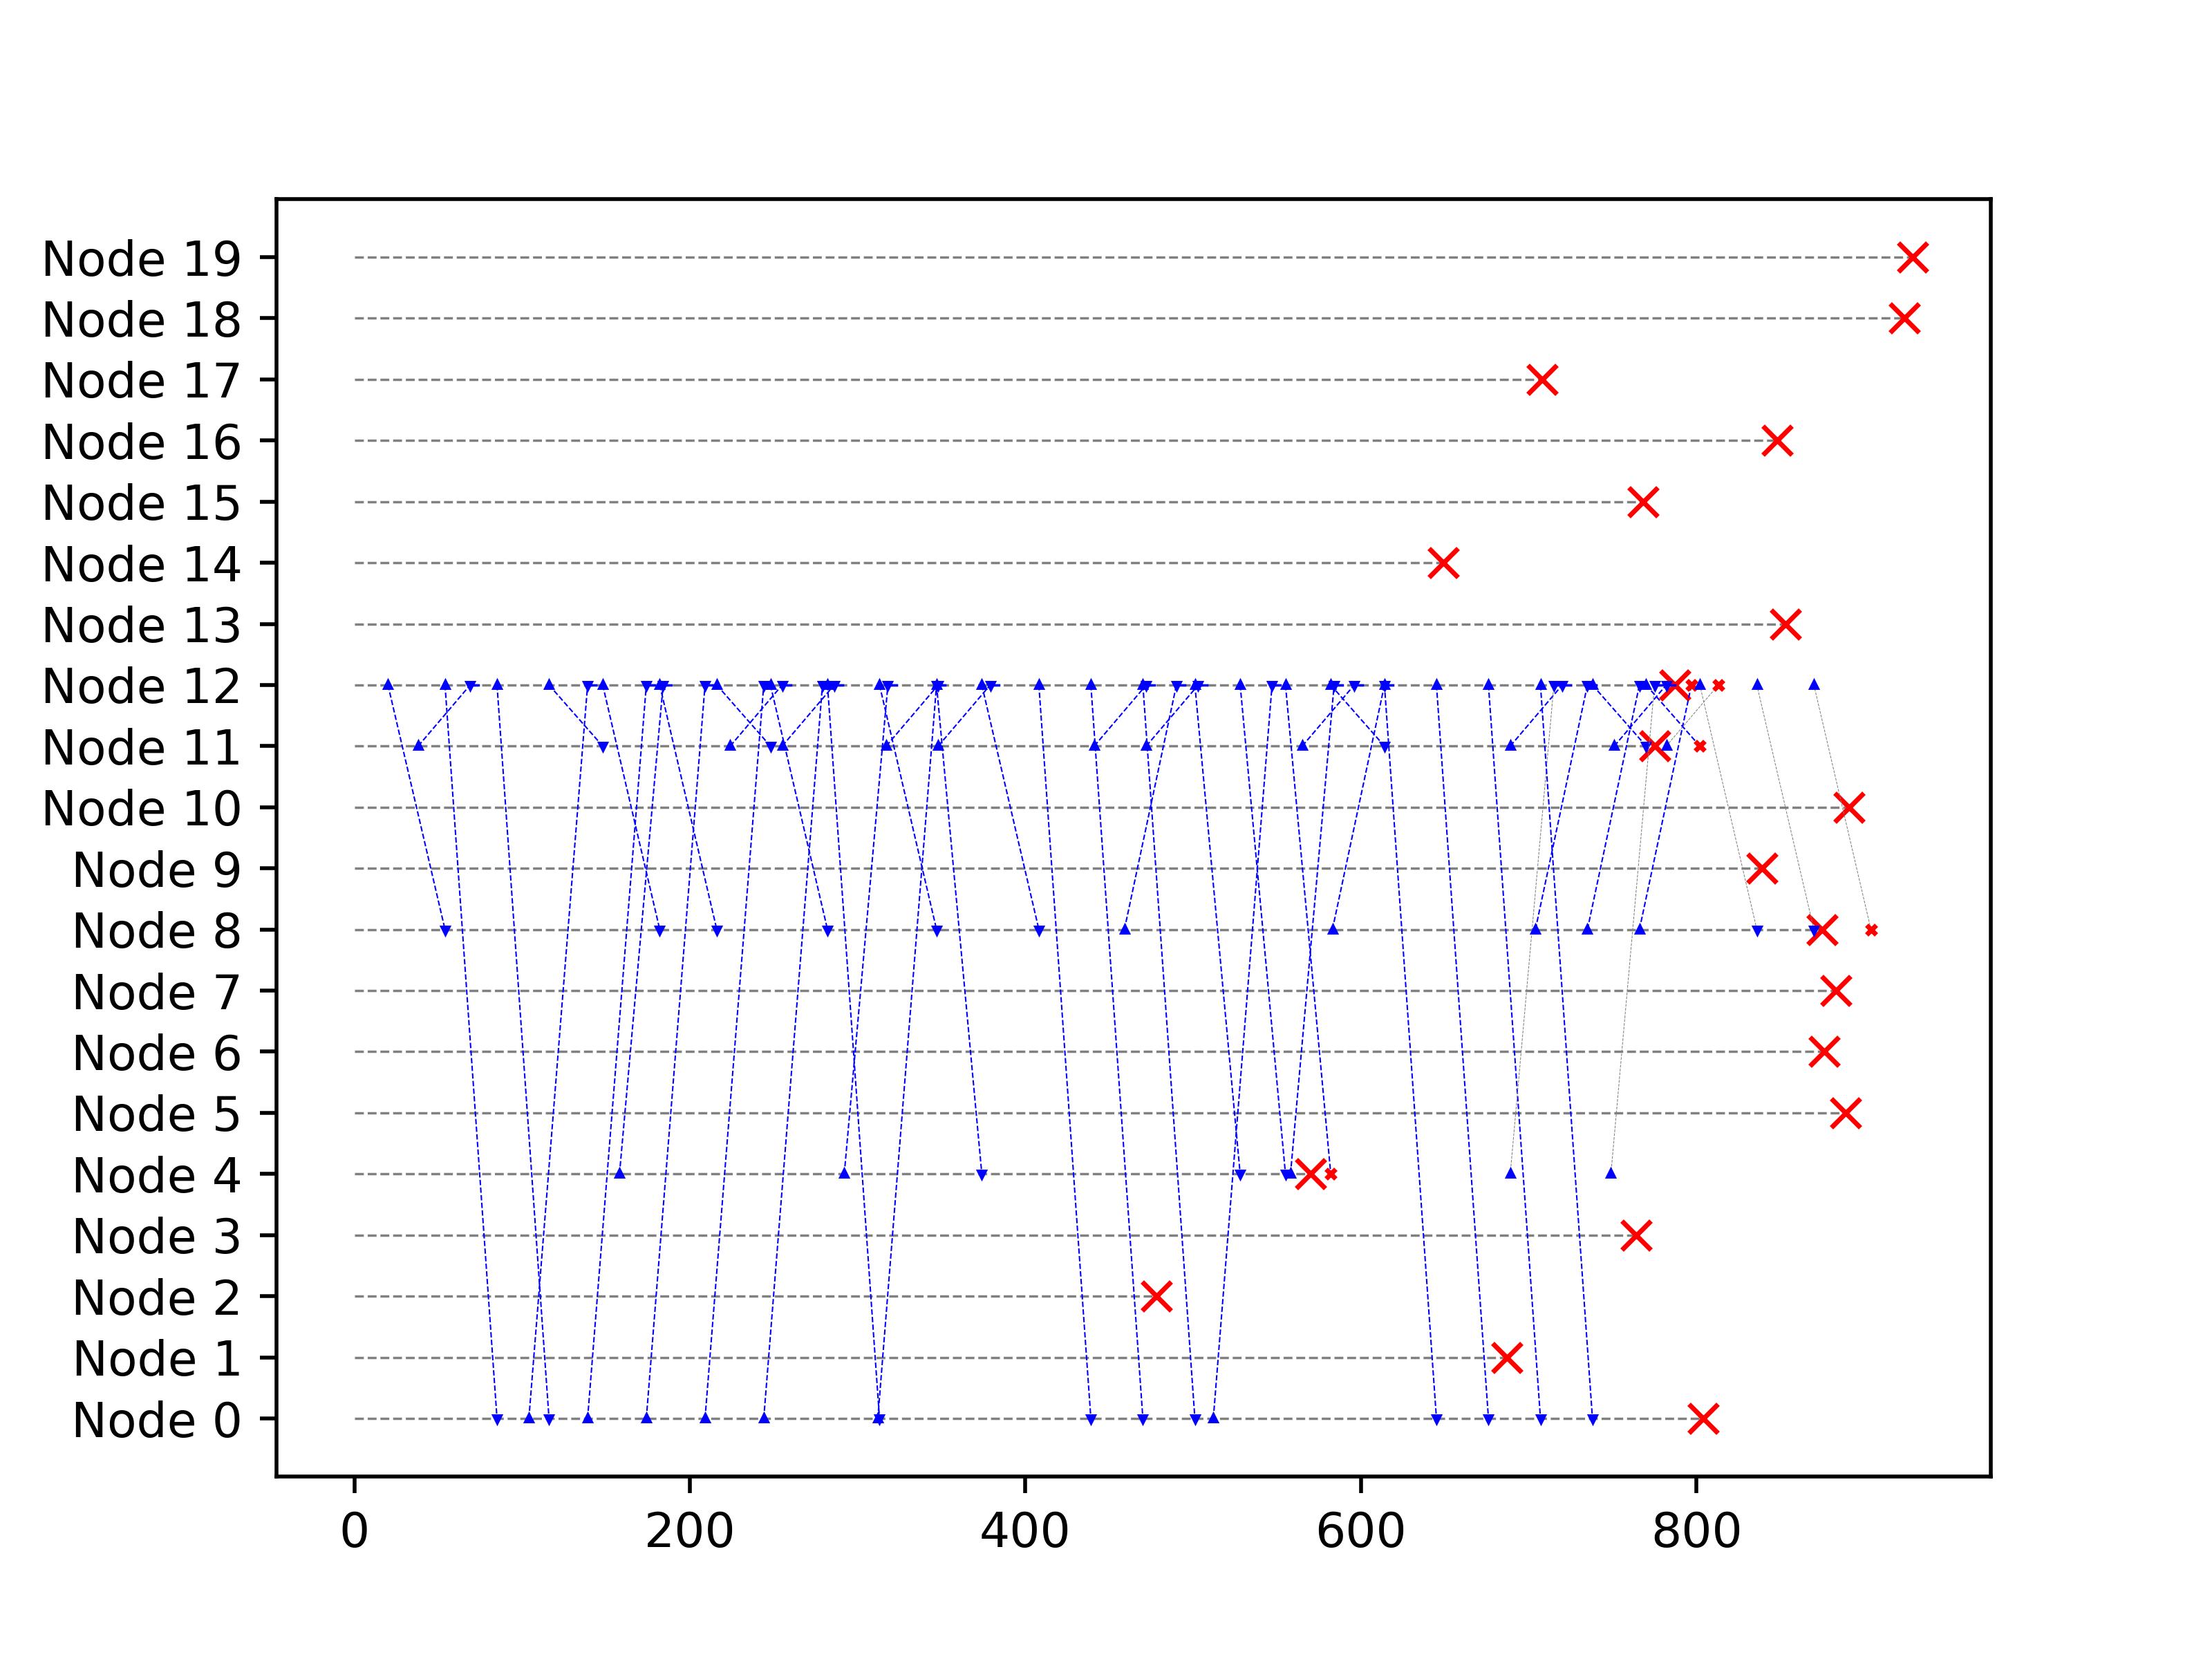 Node 19
Node 18
Node 17
Node 16
Node 15
Node 14
Node 13
Node 12
Node 11
Node 10
Node 9
Node 8
Node 7
Node 6
Node 5
Node 4
Node 3
Node 2
Node 1
Node 0
0 200 400 600 800